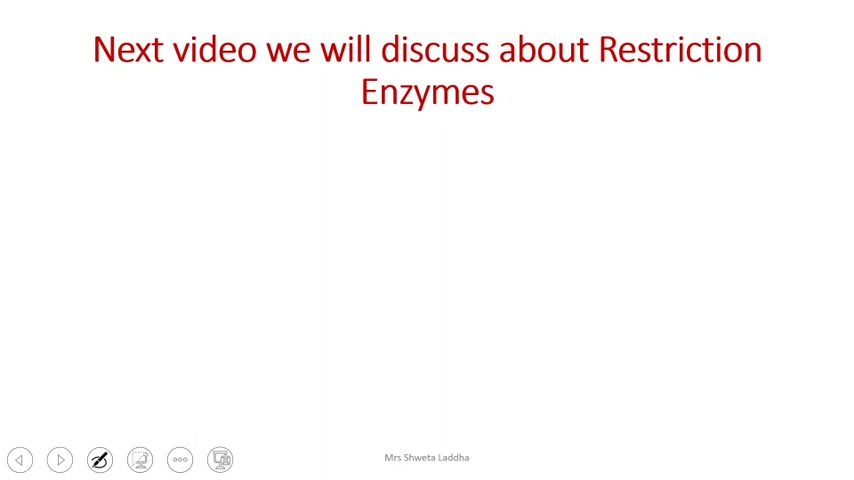 Next video we will discuss about Restriction
Enzymes
Mrs Shweta Laddha